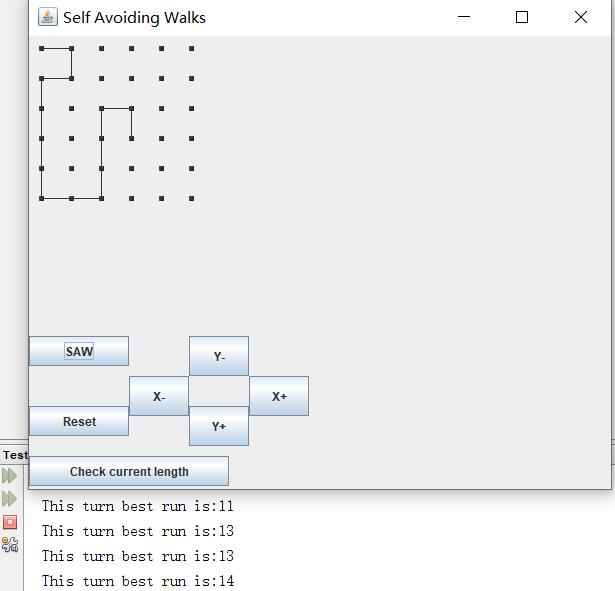 Self Avoiding Walks
SAW
Y-
X-
X+
Reset
Y+
Check current length
Test
This turn best run is:11
This turn best run is:13
This turn best run is:13
This turn best run is:14